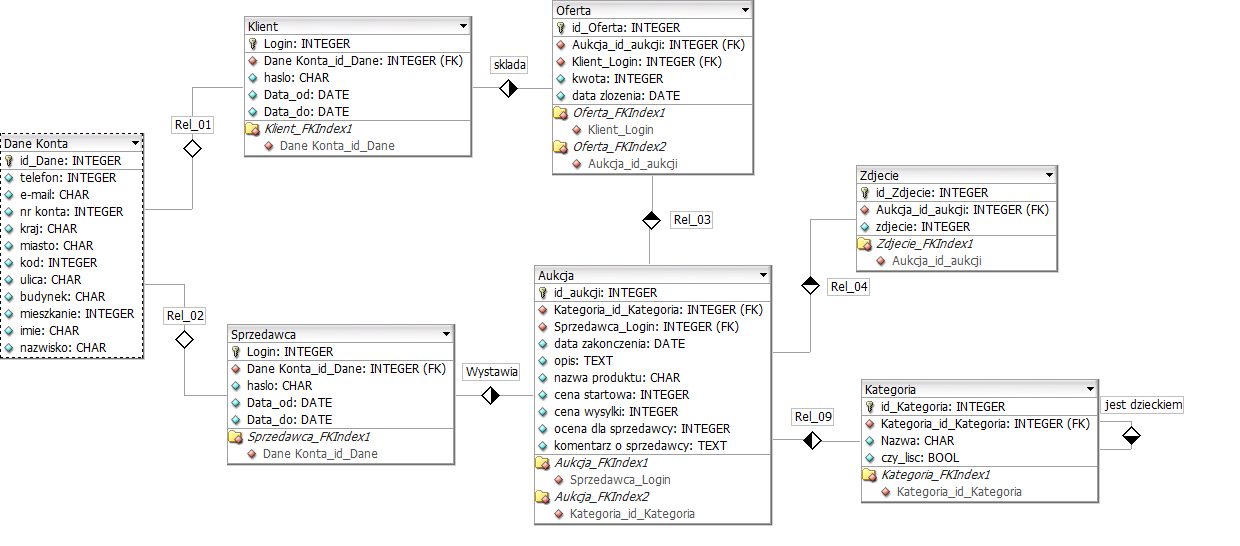 Klient
Login: INTEGER
Dane Konta_id_Dane: INTEGER (FK)
haslo: CHAR
Data_od: DATE
Data_do: DATE
Klient_FKIndex1
Dane Konta_id_Dane
sklada
Oferta
id_Oferta: INTEGER
Aukcja_id_aukcji: INTEGER (FK)
Klient_Login: INTEGER (FK)
kwota: INTEGER
data zlozenia: DATE
Oferta_FKIndex1
Klient_Login
Oferta_FKIndex2
Aukcja_id_aukcji
Rel_01
Dane Konta
id_Dane: INTEGER
telefon: INTEGER
e-mail: CHAR
nr konta: INTEGER
kraj: CHAR
miasto: CHAR
kod: INTEGER
ulica: CHAR
budynek: CHAR
mieszkanie: INTEGER
imie: CHAR
nazwisko: CHAR
Rel_03
Zdjecie
id_Zdjecie: INTEGER
Aukcja_id_aukcji: INTEGER (FK)
zdjecie: INTEGER
Zdjecie_FKIndex1
Aukcja_id_aukcji
Rel_04
Rel_02
Sprzedawca
Login: INTEGER
Dane Konta_id_Dane: INTEGER (FK)
haslo: CHAR
Data_od: DATE
Data_do: DATE
Sprzedawca_FKIndex1
Dane Konta_id_Dane
Wystawia
Aukcja
id_aukcji: INTEGER
Kategoria_id_Kategoria: INTEGER (FK)
Sprzedawca_Login: INTEGER (FK)
data zakonczenia: DATE
opis: TEXT
nazwa produktu: CHAR
cena startowa: INTEGER
cena wysylki: INTEGER
ocena dla sprzedawcy: INTEGER
komentarz o sprzedawcy: TEXT
Aukcja_FKIndex1
Sprzedawca_Login
Aukcja_FKIndex2
Kategoria_id_Kategoria
Rel_09
Kategoria
id_Kategoria: INTEGER
Kategoria_id_Kategoria: INTEGER (FK)
Nazwa: CHAR
czy_lisc: BOOL
Kategoria_FKIndex1
Kategoria_id_Kategoria
jest dzieckiem